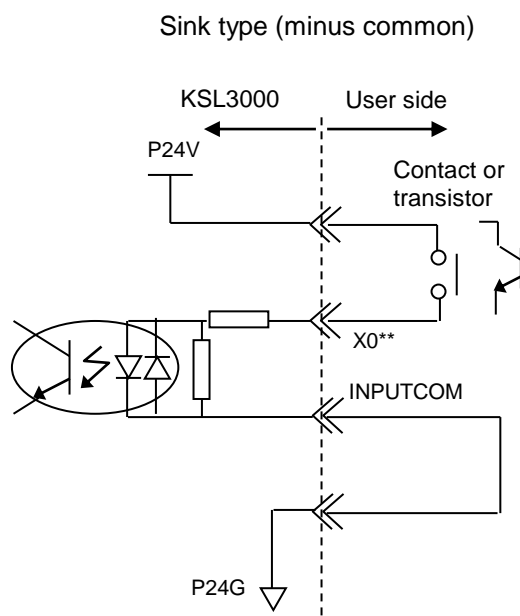 Sink type (minus common)
KSL3000
User side
P24V
Contact or
transistor
X0**
INPUTCOM
P24G